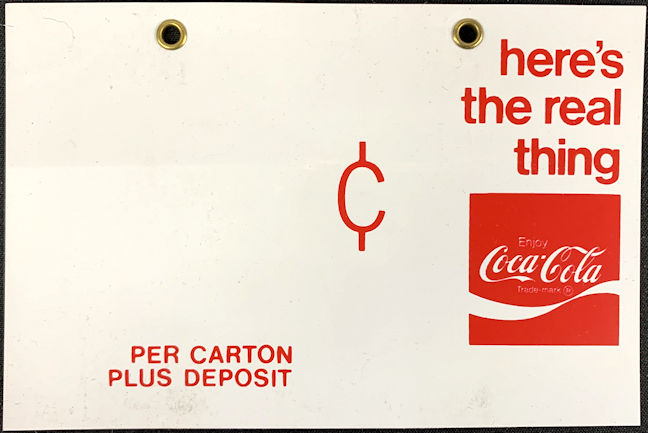 here's
the real
thing
¢
Enjoy
Coca-Cola
Trade-mark ®
PER CARTON
PLUS DEPOSIT